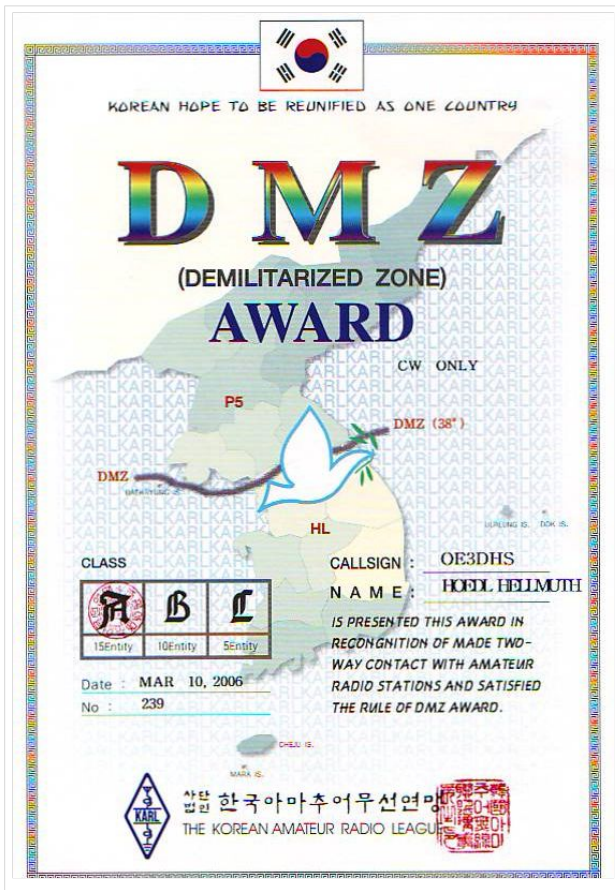 KOREAN HOPE TO BE REUNIFIED AS ONE COUNTRY
DMZ
(DEMILITARIZED ZONE)
AWARD
CW ONLY
P5
DMZ (38°)
DMZ
HL
ULRLUNG IS. DOK IS.
CLASS
A B C
15Entity 10Entity 5Entity
Date : MAR 10, 2006
No : 239
CALLSIGN : OE3DHS
NAME : HOEDL HELLMUTH
IS PRESENTED THIS AWARD IN
RECONGNITION OF MADE TWO-
WAY CONTACT WITH AMATEUR
RADIO STATIONS AND SATISFIED
THE RULE OF DMZ AWARD.
CHEJU IS.
MARA IS.
KARL
사단
법인 한국아마추어무선연맹
THE KOREAN AMATEUR RADIO LEAGUE